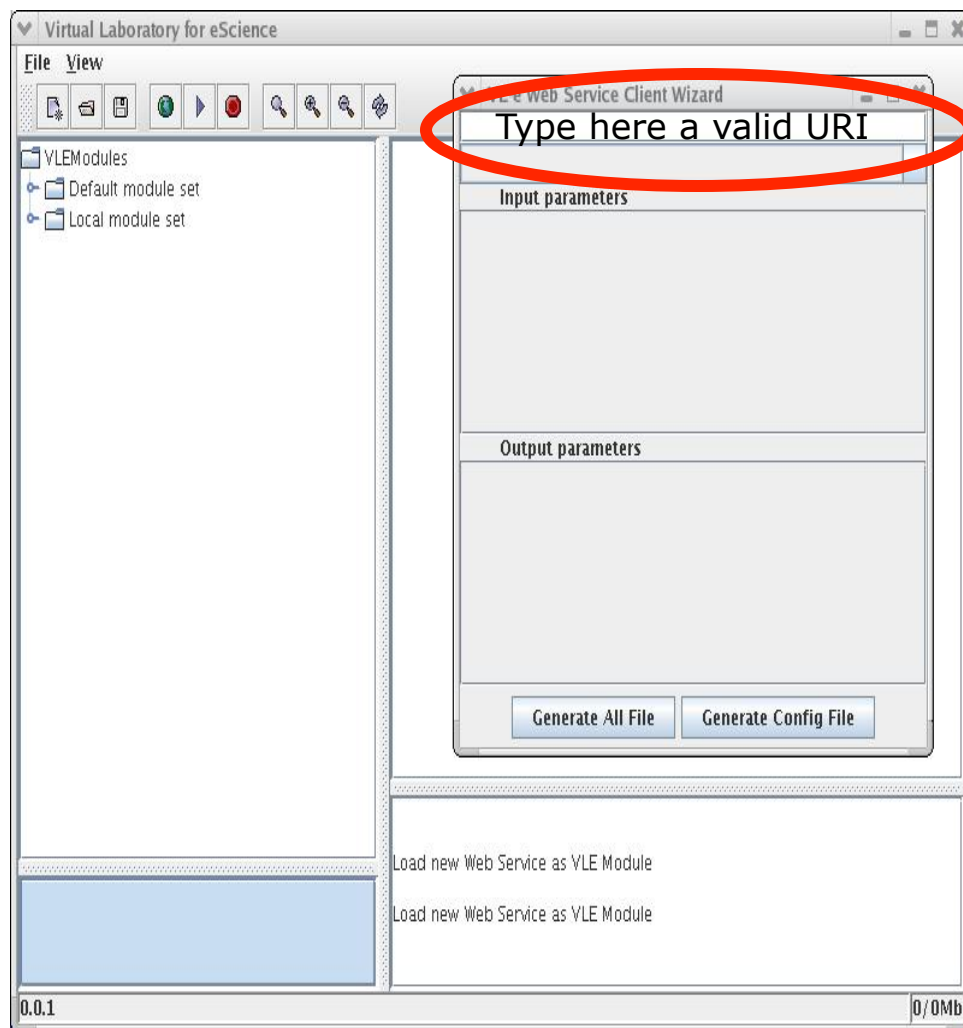 Virtual Laboratory for eScience
File View
VL-e Web Service Client Wizard
Type here a valid URI
VLEModules
Default module set
Local module set
Input parameters
Output parameters
Generate All File
Generate Config File
Load new Web Service as VLE Module
Load new Web Service as VLE Module
0.0.1
0/0Mb